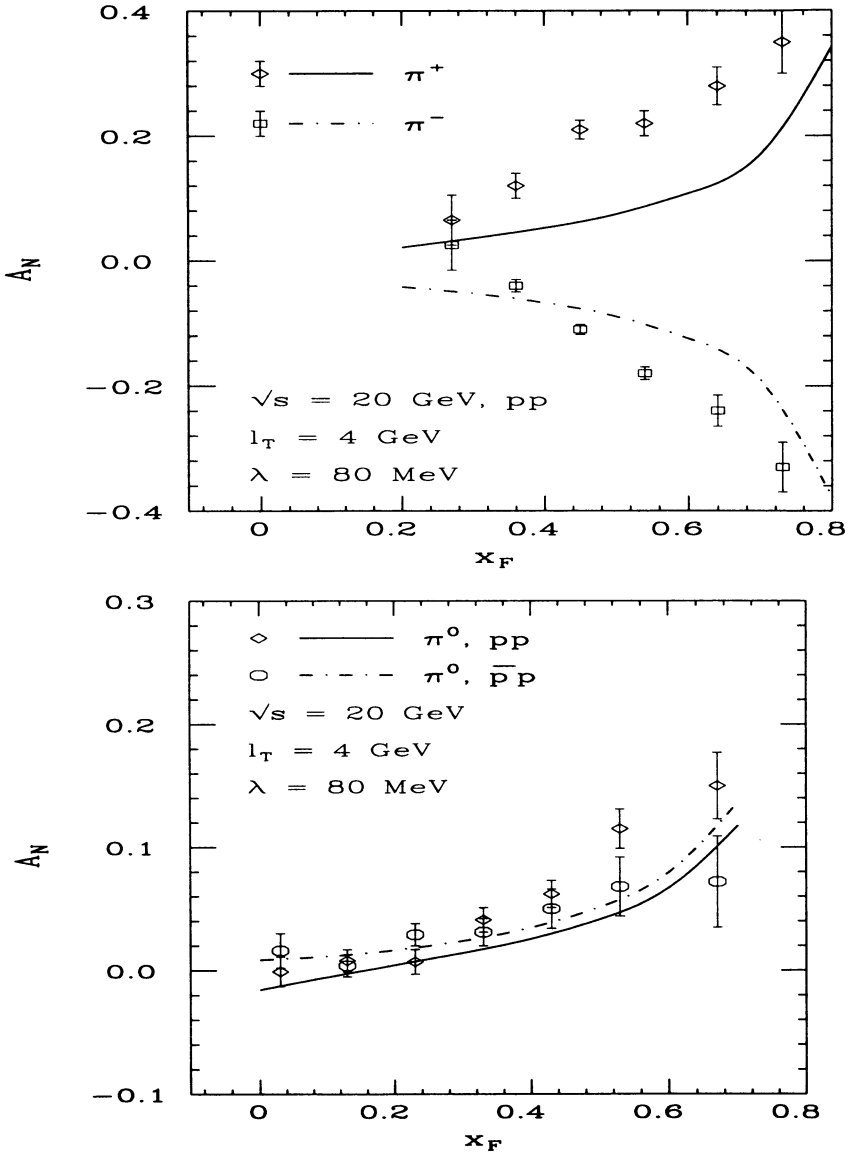 0.4
π⁺
π⁻
0.2
0.0
A_N
−0.2
√s = 20 GeV, pp
l_T = 4 GeV
λ = 80 MeV
−0.4
0 0.2 0.4 0.6 0.8
x_F
0.3
π⁰, pp
π⁰, p̅p
√s = 20 GeV
0.2
l_T = 4 GeV
λ = 80 MeV
0.1
A_N
0.0
−0.1
0 0.2 0.4 0.6 0.8
x_F